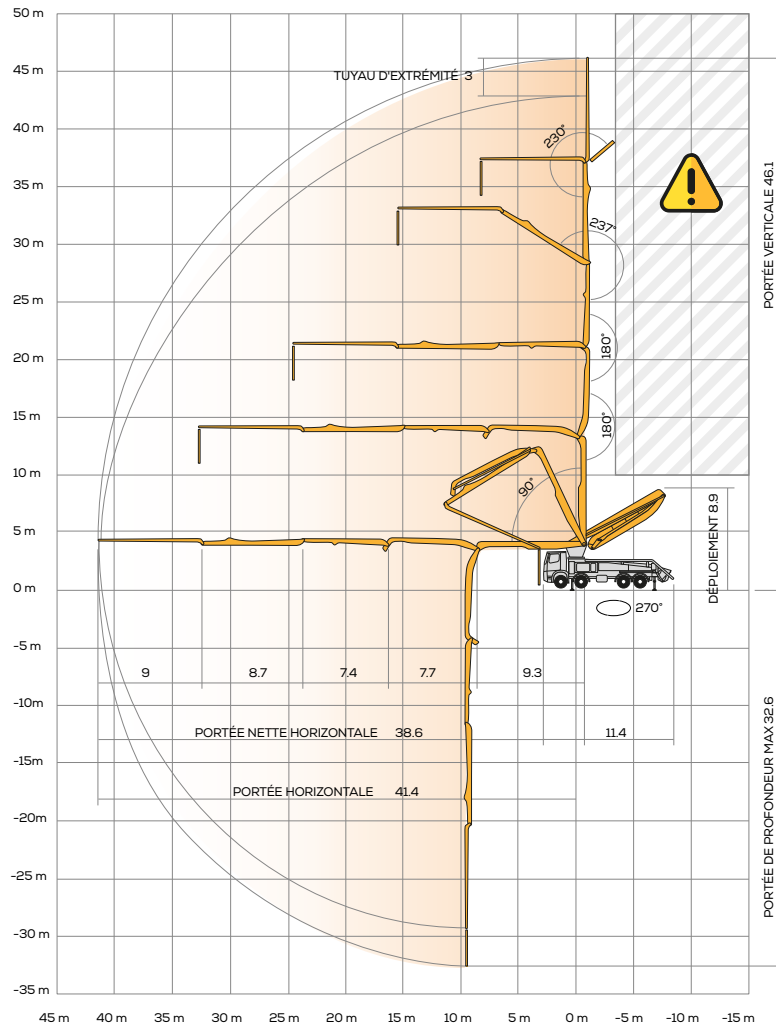 50 m
45 m
TUYAU D'EXTRÉMITÉ 3
40 m
230°
35 m
237°
30 m
PORTÉE VERTICALE 46.1
25 m
20 m
180°
15 m
180°
10 m
90°
5 m
DÉPLOIEMENT 8.9
0 m
270°
-5 m
9 8.7 7.4 7.7 9.3
-10m
PORTÉE NETTE HORIZONTALE 38.6 11.4
-15m
PORTÉE HORIZONTALE 41.4
-20m
PORTÉE DE PROFONDEUR MAX 32.6
-25 m
-30 m
-35 m
45 m 40 m 35 m 30 m 25 m 20 m 15 m 10 m 5 m 0 m -5 m -10 m -15 m